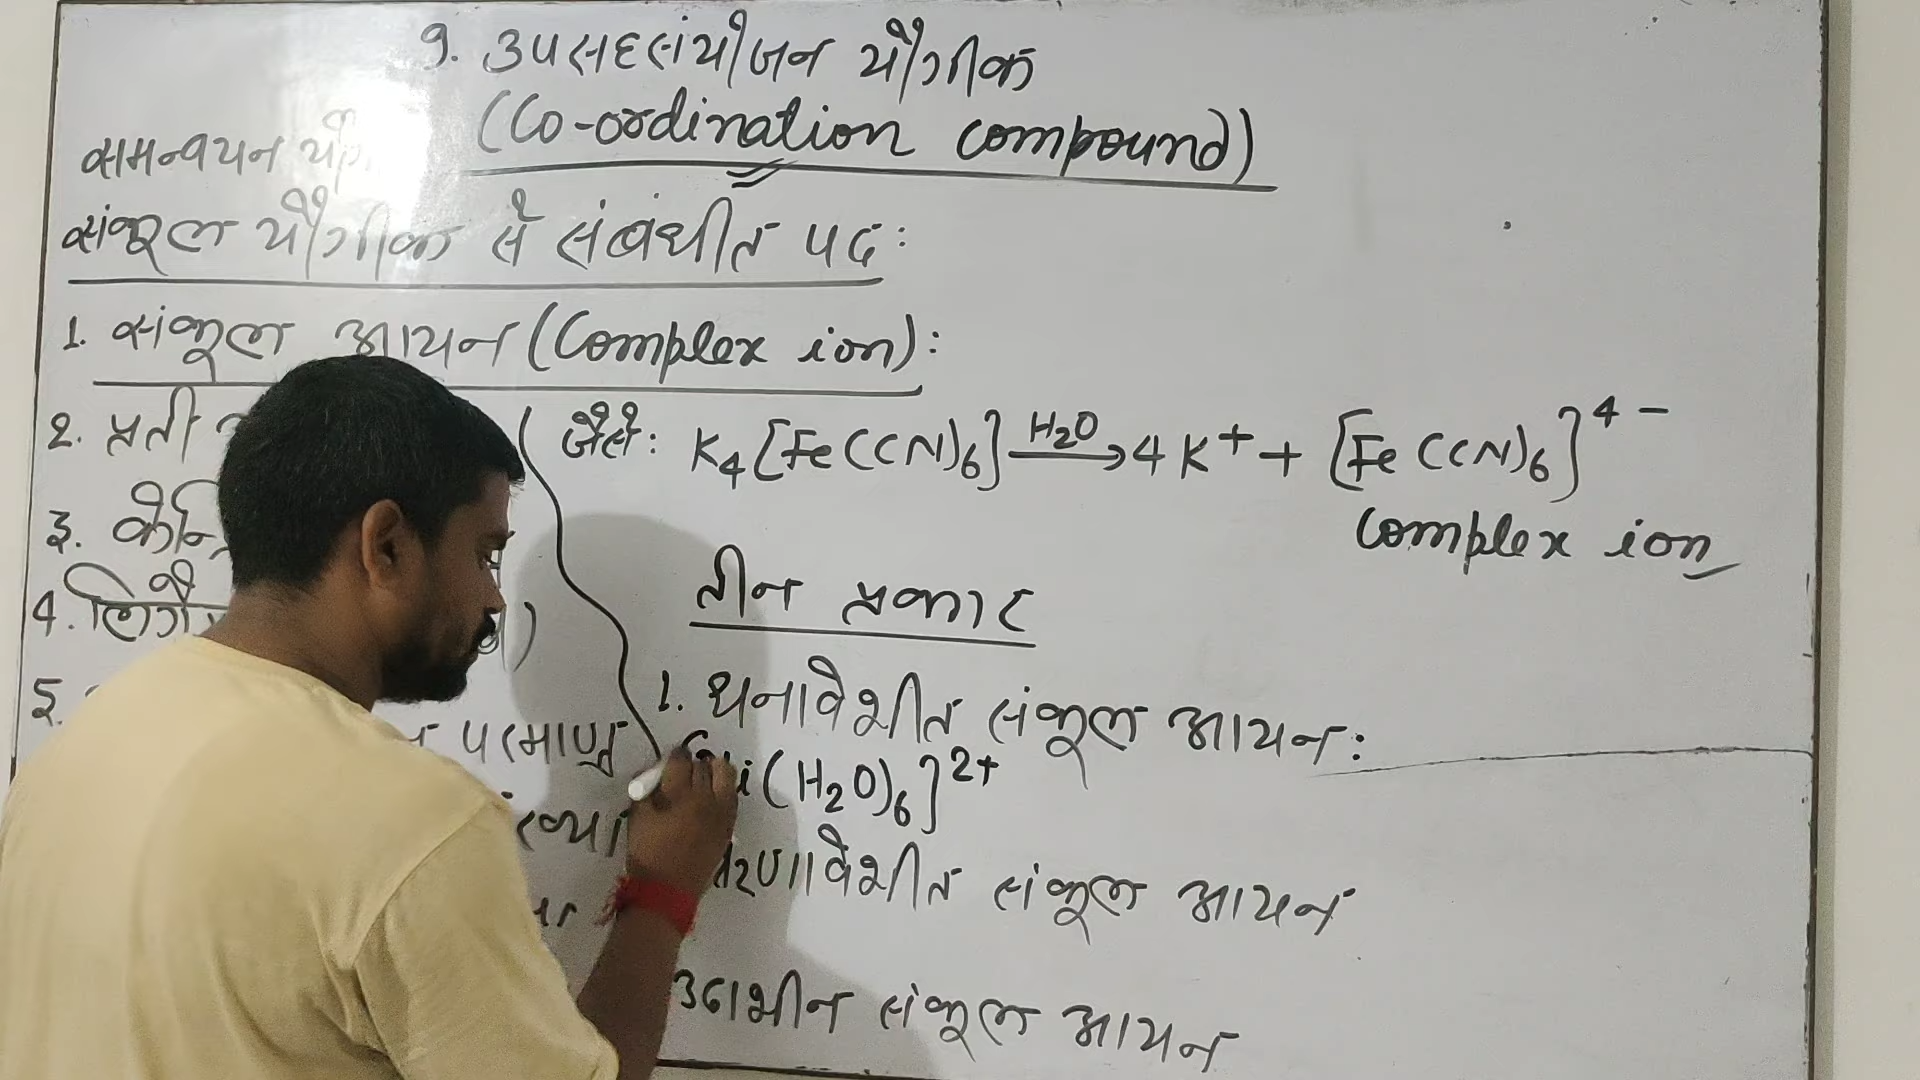 9. उपसहसंयोजन यौगीक
(Co-ordination compound)
समन्वयन
संकूल यौगीक से संबंधीत पद:
1. संकूल आयन (Complex ion):
2. प्रती
3.
4.
5.
परमाणु
जैसे: K₄[Fe(CN)₆] H₂O→ 4K⁺ + [Fe(CN)₆]⁴⁻
Complex ion
तीन प्रकार
1. धनावेशीत संकूल आयन:
(H₂O)₆]²⁺
संकूल आयन
उदाशीन संकूल आयन